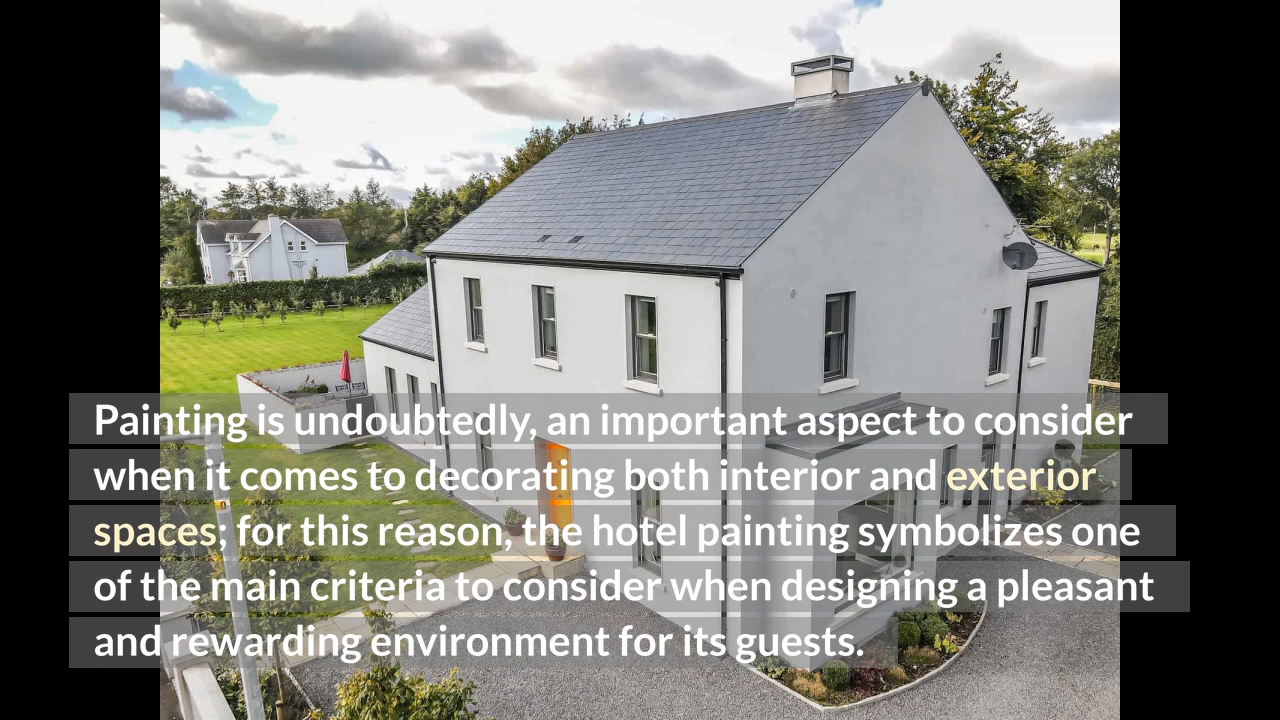 Painting is undoubtedly, an important aspect to consider
when it comes to decorating both interior and exterior
spaces; for this reason, the hotel painting symbolizes one
of the main criteria to consider when designing a pleasant
and rewarding environment for its guests.